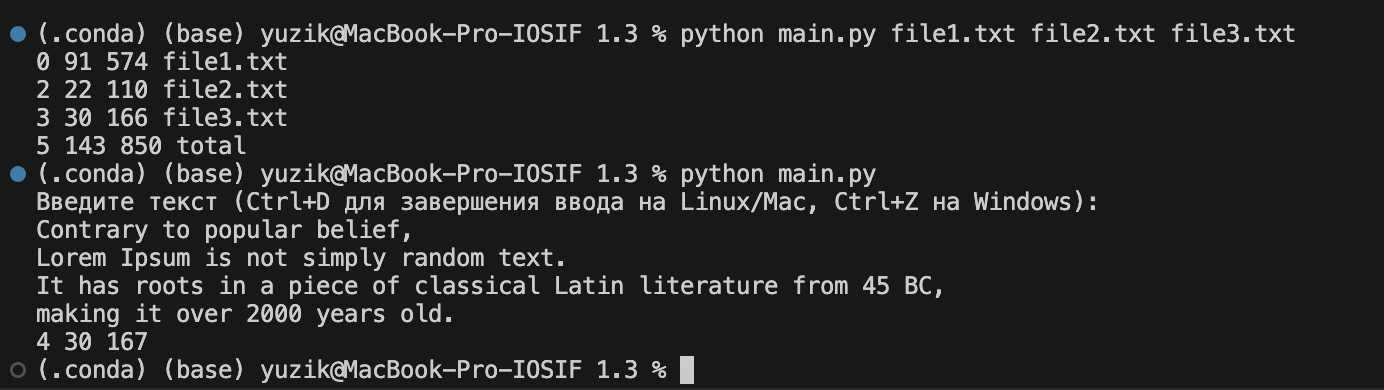 (.conda) (base) yuzik@MacBook-Pro-IOSIF 1.3 % python main.py file1.txt file2.txt file3.txt
0 91 574 file1.txt
2 22 110 file2.txt
3 30 166 file3.txt
5 143 850 total
(.conda) (base) yuzik@MacBook-Pro-IOSIF 1.3 % python main.py
Введите текст (Ctrl+D для завершения ввода на Linux/Mac, Ctrl+Z на Windows):
Contrary to popular belief,
Lorem Ipsum is not simply random text.
It has roots in a piece of classical Latin literature from 45 BC,
making it over 2000 years old.
4 30 167
(.conda) (base) yuzik@MacBook-Pro-IOSIF 1.3 %